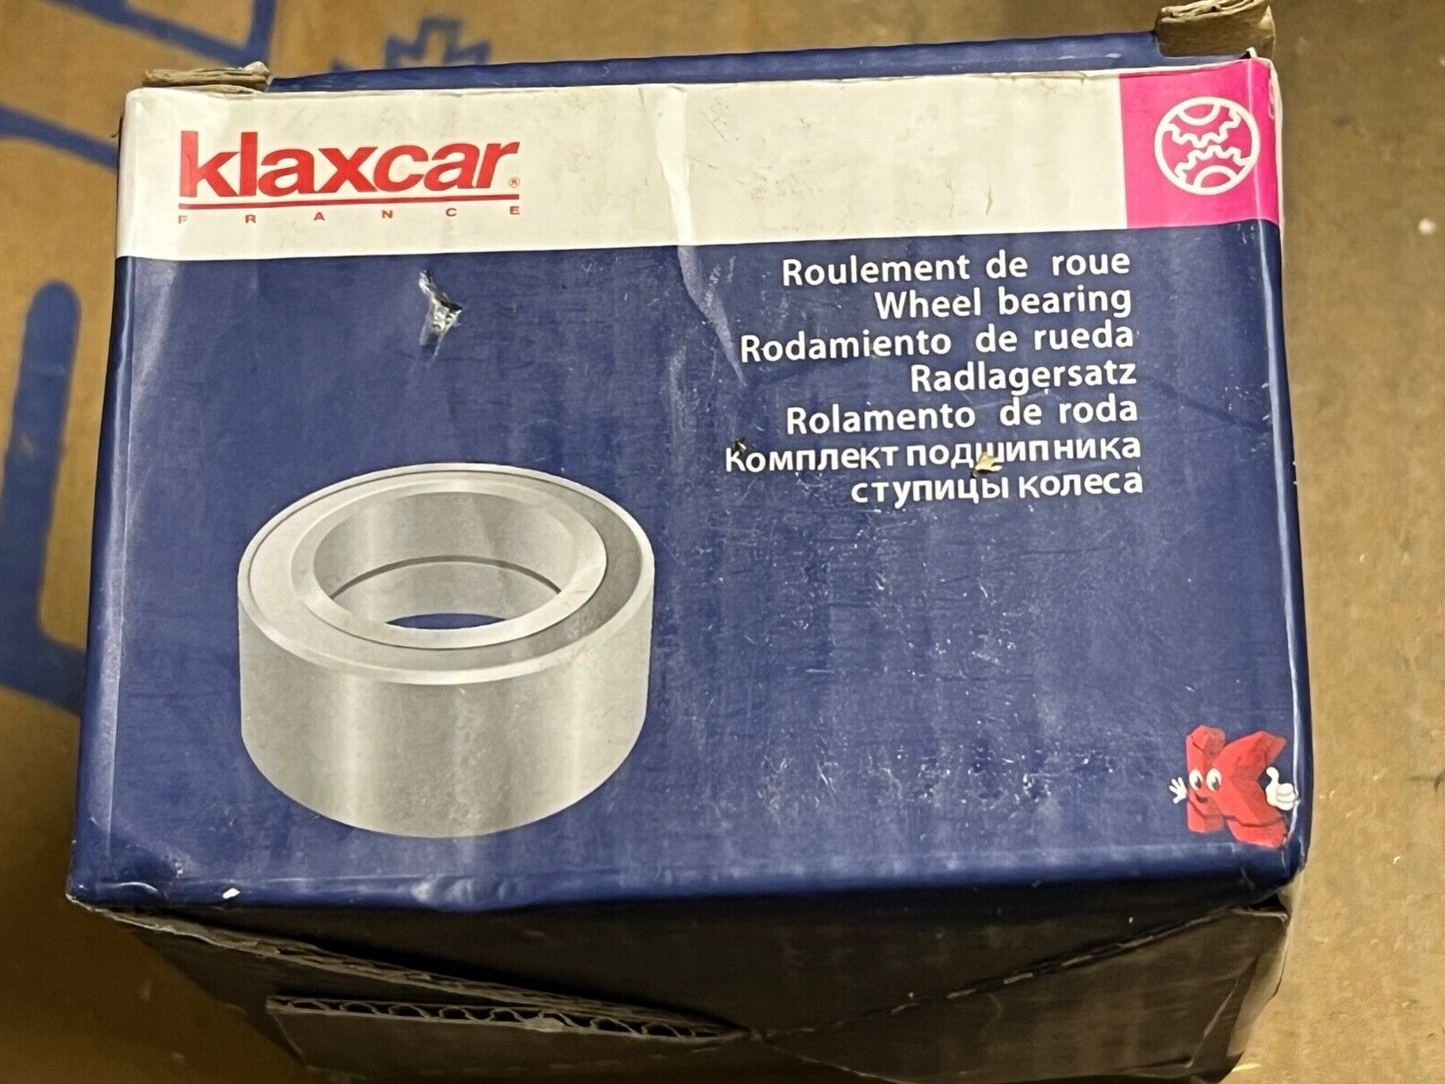 klaxcar®
FRANCE
Roulement de roue
Wheel bearing
Rodamiento de rueda
Radlagersatz
Rolamento de roda
Комплект подшипника
ступицы колеса